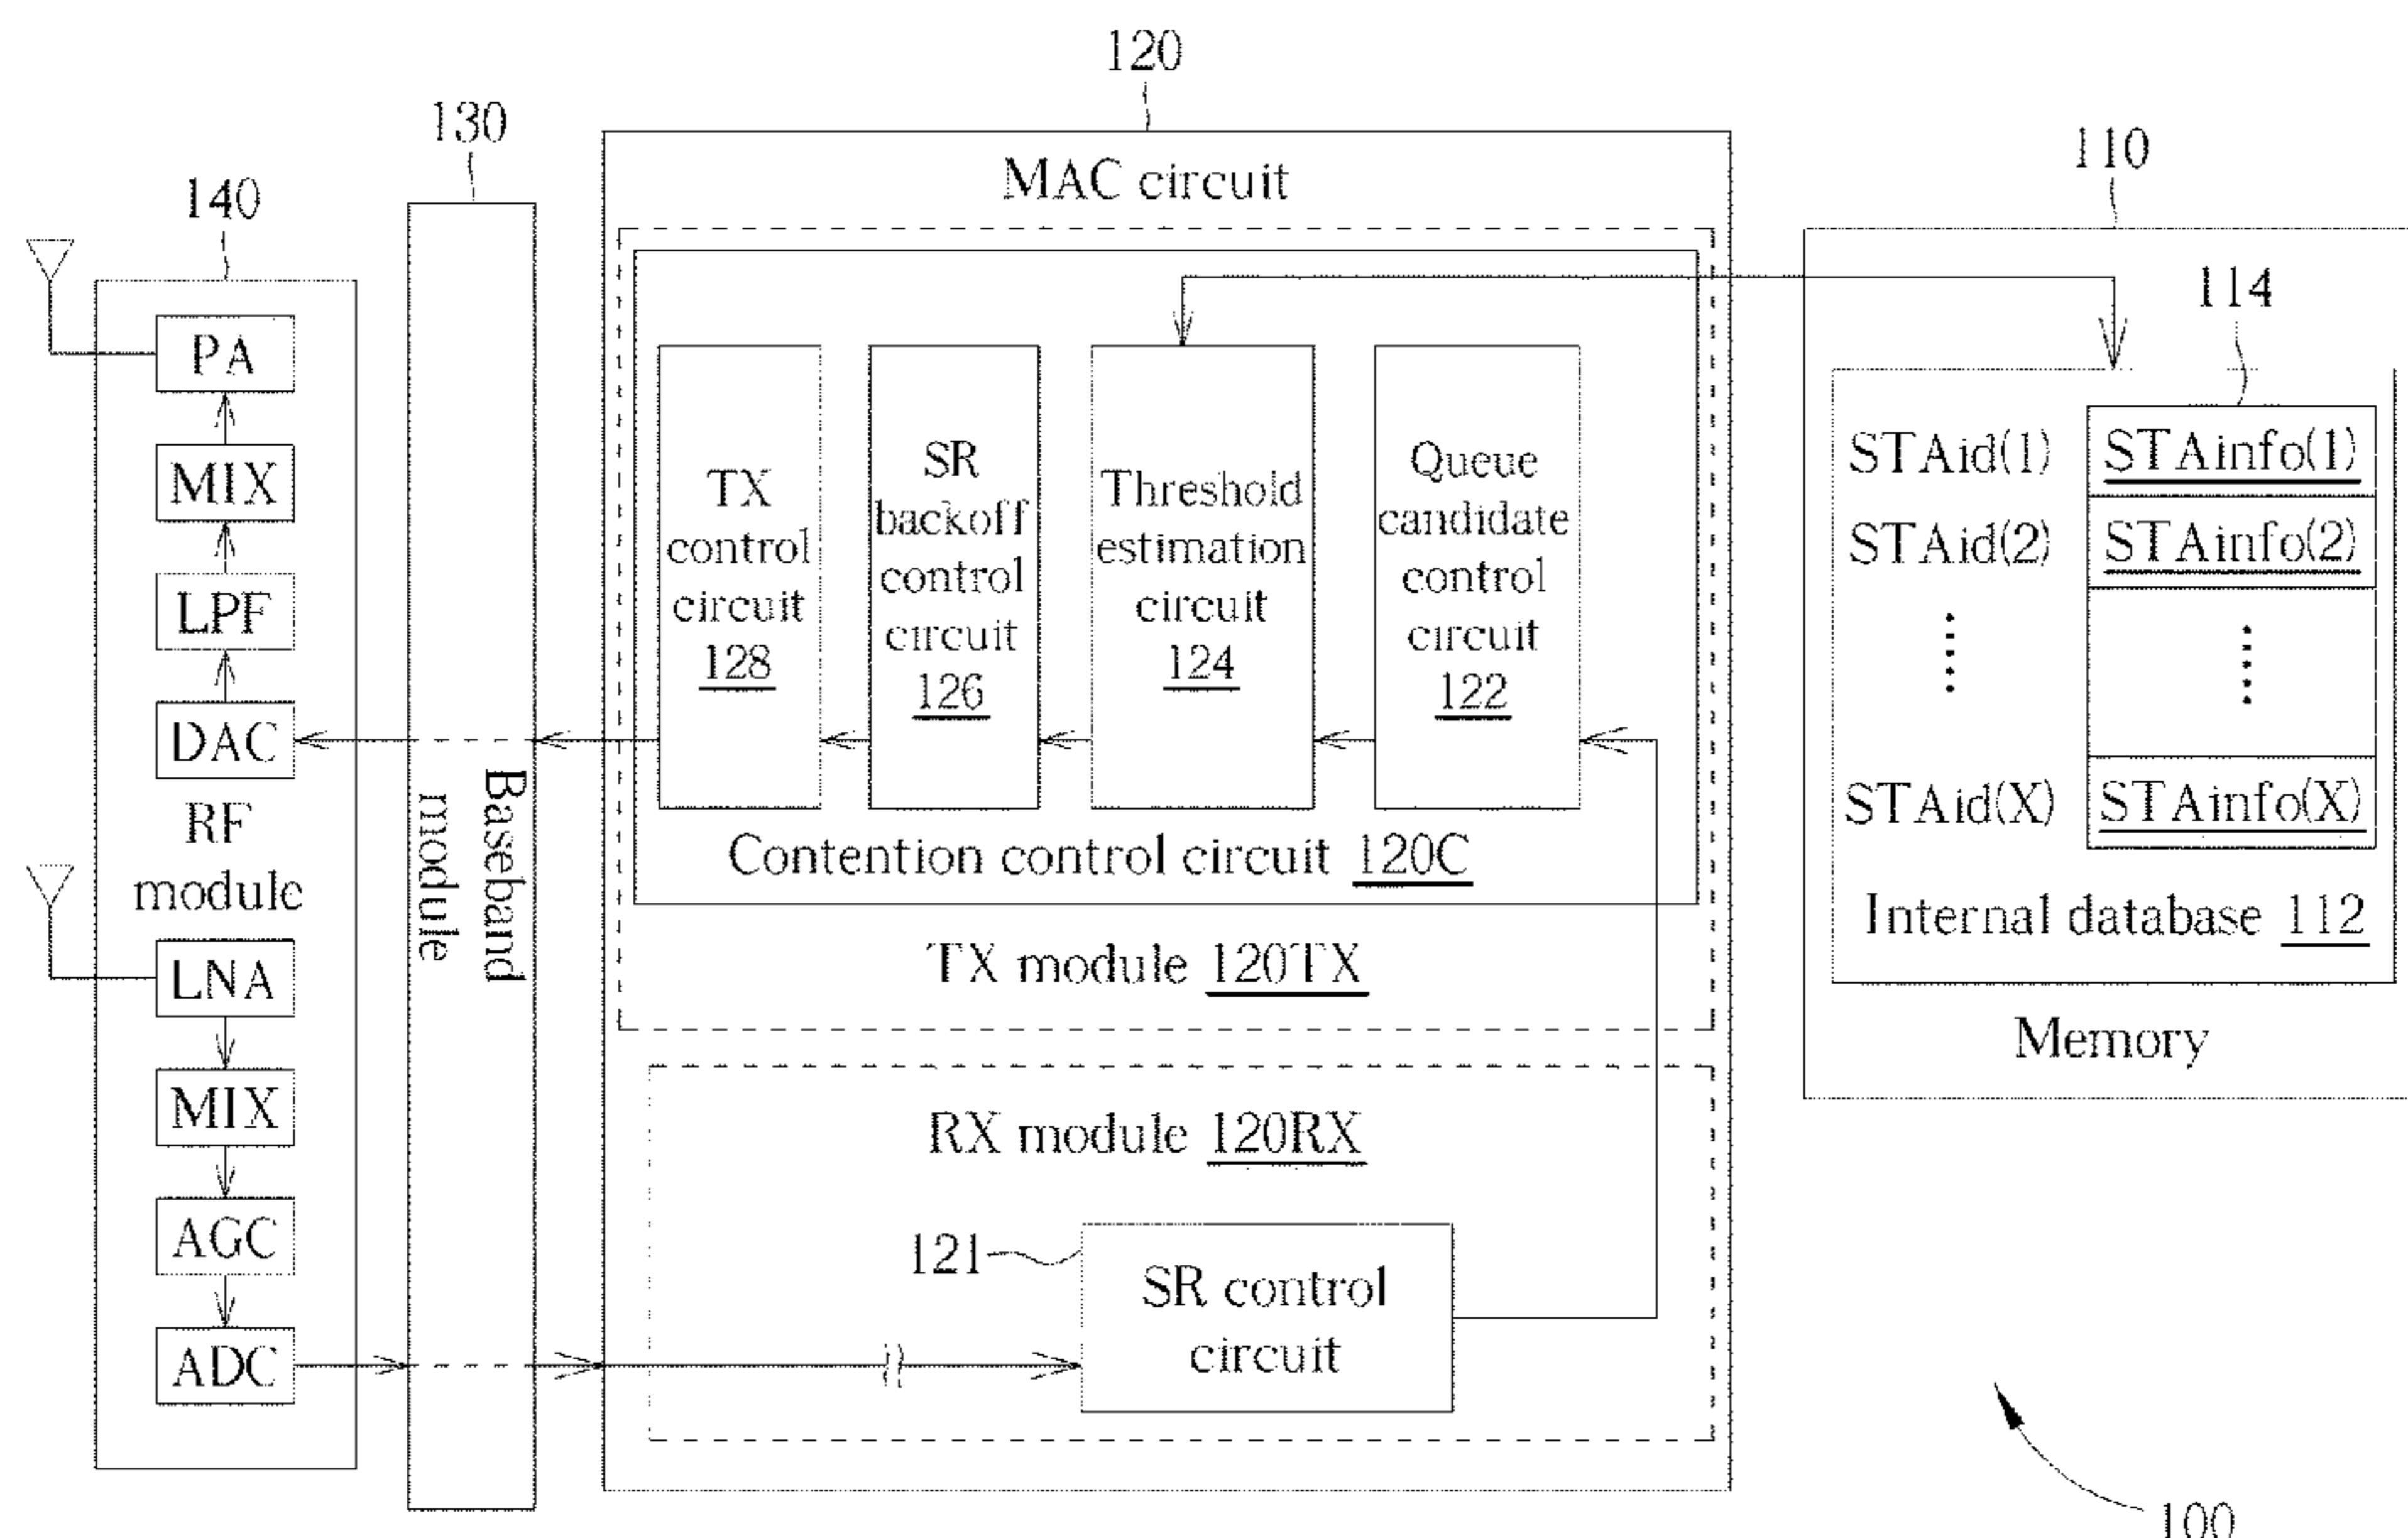 120
130
110
140
MAC circuit
114
PA
MIX
LPF
DAC
RF
module
LNA
MIX
AGC
ADC
Baseband
module
TX
control
circuit
128
SR
backoff
control
circuit
126
Threshold
estimation
circuit
124
Queue
candidate
control
circuit
122
Contention control circuit 120C
TX module 120TX
RX module 120RX
121
SR control
circuit
STAid(1) STAinfo(1)
STAid(2) STAinfo(2)
STAid(X) STAinfo(X)
Internal database 112
Memory
100